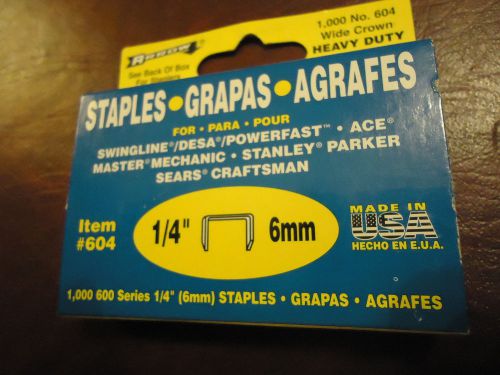 ARROW
See Back Of Box
For Staplers
1,000 No. 604
Wide Crown
HEAVY DUTY
STAPLES • GRAPAS • AGRAFES
FOR • PARA • POUR
SWINGLINE®/DESA®/POWERFAST™ • ACE®
MASTER MECHANIC® • STANLEY® PARKER
SEARS® CRAFTSMAN
Item
#604
1/4"
6mm
MADE IN
USA
HECHO EN E.U.A.
1,000 600 Series 1/4" (6mm) STAPLES • GRAPAS • AGRAFES